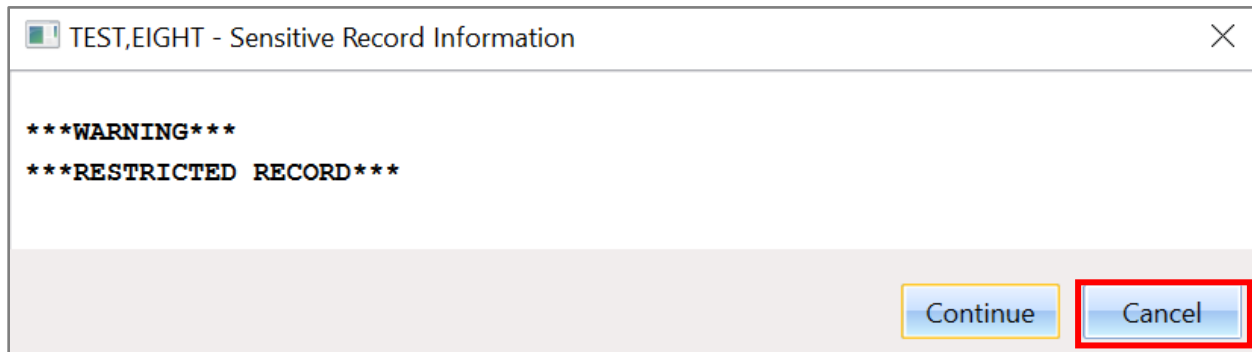 TEST,EIGHT - Sensitive Record Information
***WARNING***
***RESTRICTED RECORD***
Continue Cancel